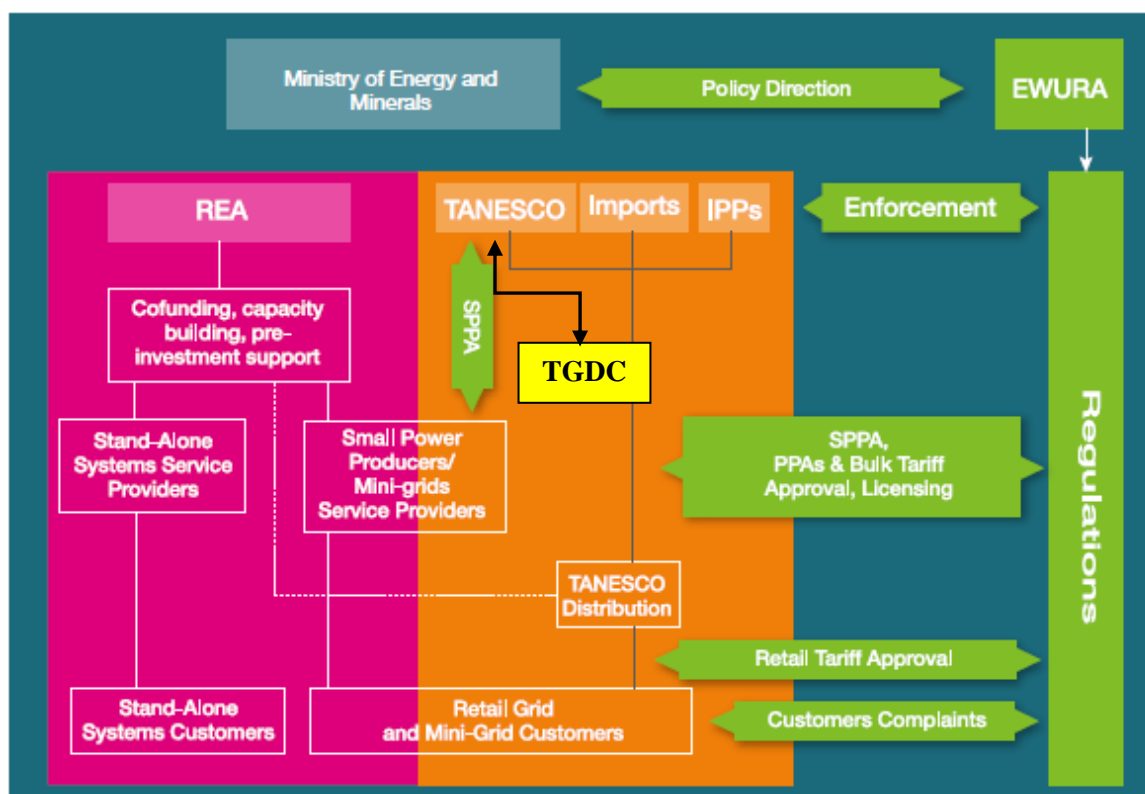 Ministry of Energy and
Minerals
Policy Direction
EWURA
REA
TANESCO
Imports
IPPs
Enforcement
Cofunding, capacity
building, pre-
investment support
SPPA
TGDC
Stand-Alone
Systems Service
Providers
Small Power
Producers/
Mini-grids
Service Providers
SPPA,
PPAs & Bulk Tariff
Approval, Licensing
Regulations
TANESCO
Distribution
Retail Tariff Approval
Stand-Alone
Systems Customers
Retail Grid
and Mini-Grid Customers
Customers Complaints